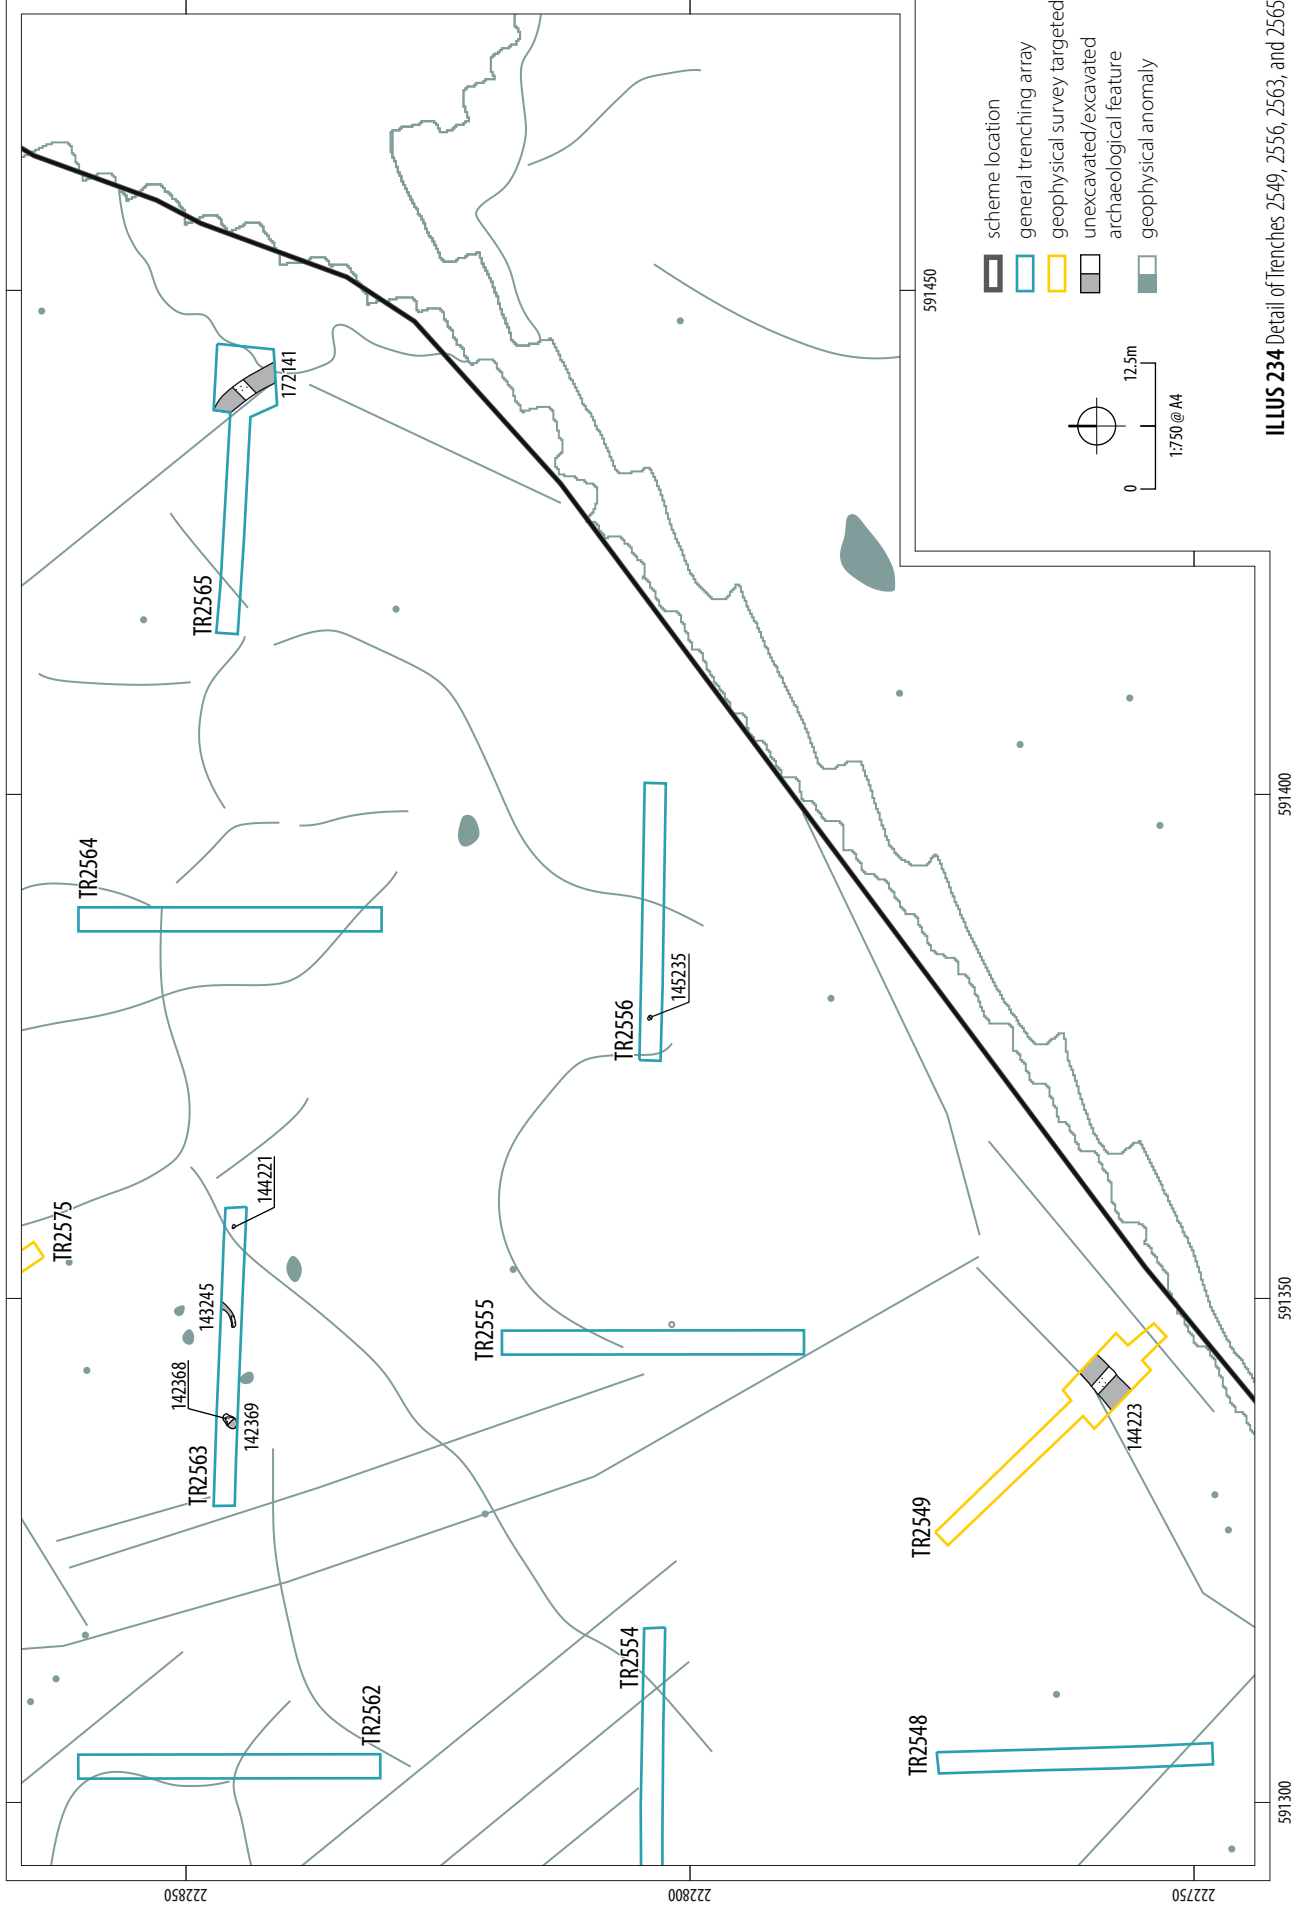 TR2575
TR2564
TR2565
172141
TR2563
142368
142369
143245
144221
TR2562
TR2555
TR2556
145235
TR2554
TR2549
144223
TR2548
222850
222800
222750
591300
591350
591400
591450
scheme location
general trenching array
geophysical survey targeted
unexcavated/excavated
archaeological feature
geophysical anomaly
0
12.5m
1:750 @ A4
ILLUS 234 Detail of Trenches 2549, 2556, 2563, and 2565